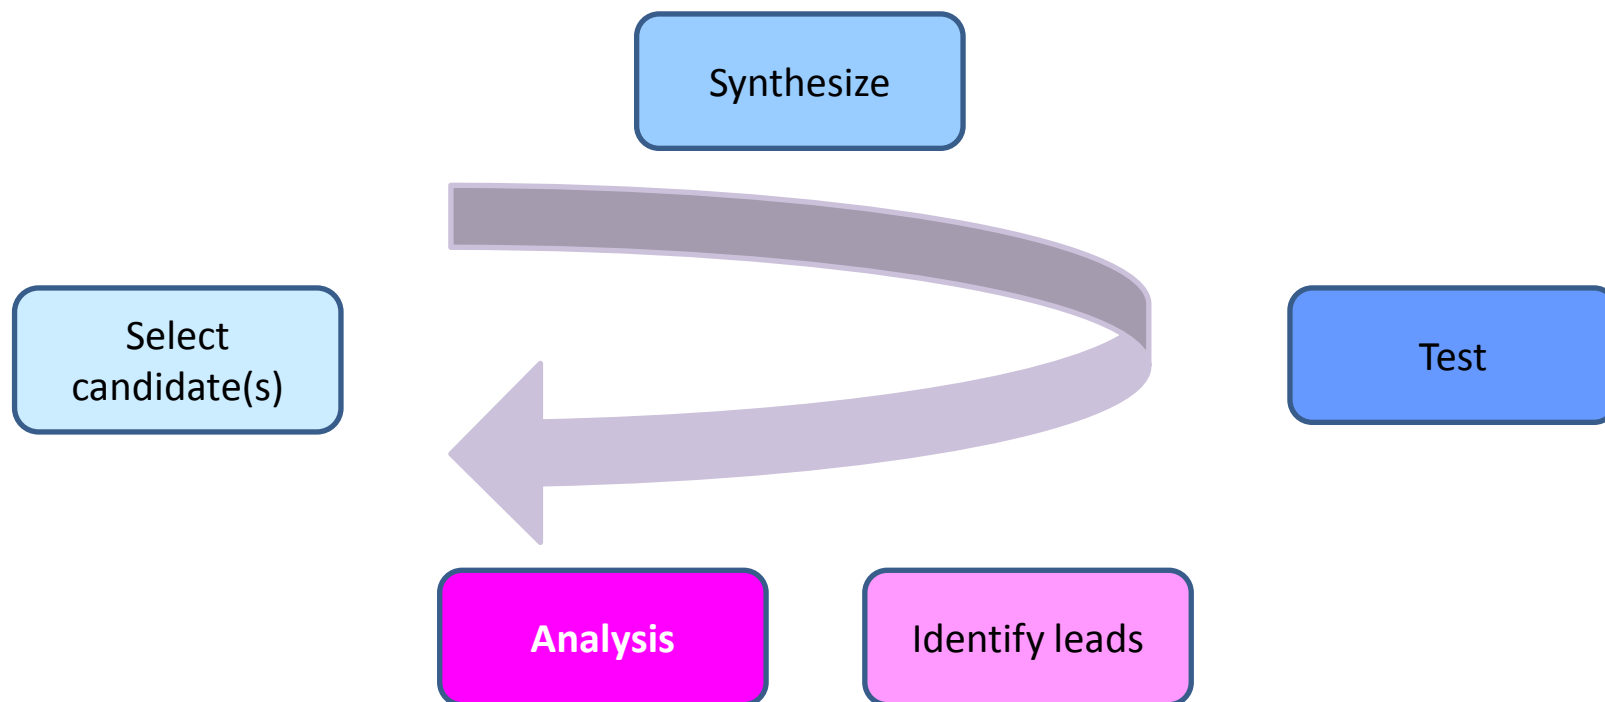 Synthesize
Select
candidate(s)
Test
Analysis
Identify leads